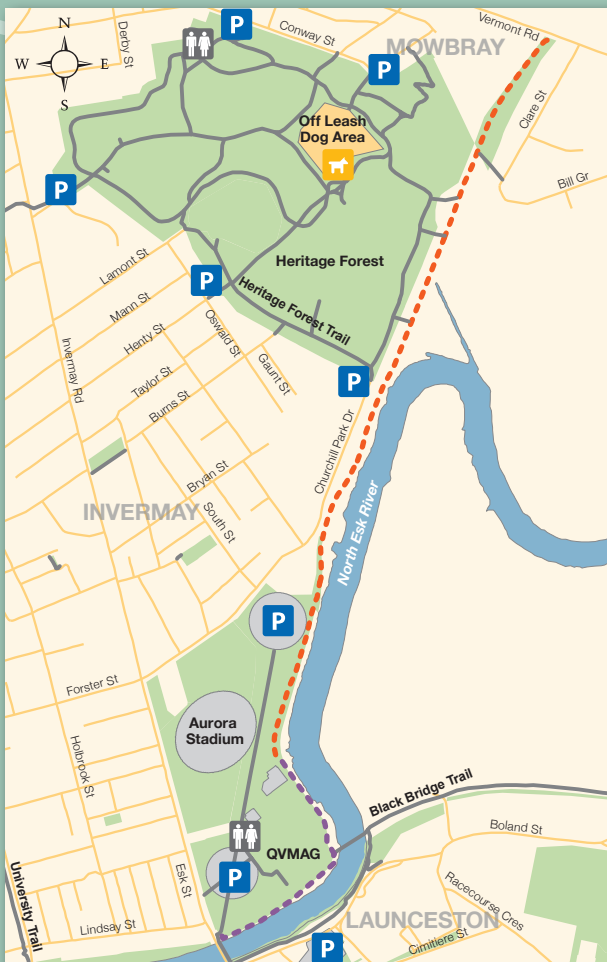 N
W E
S
Derby St
P
Conway St
Vermont Rd
MOWBRAY
P
Clare St
Off Leash
Dog Area
Bill Gr
P
Lamont St
Heritage Forest
P
Heritage Forest Trail
Mann St
Henty St
Oswald St
Invermay Rd
Gaunt St
Taylor St
P
Burns St
Churchill Park Dr
Bryan St
INVERMAY
South St
North Esk River
P
Forster St
Aurora
Stadium
Holbrook St
Black Bridge Trail
Boland St
QVMAG
P
Esk St
University Trail
Racecourse Cres
Lindsay St
LAUNCESTON
Cimitiere St
P